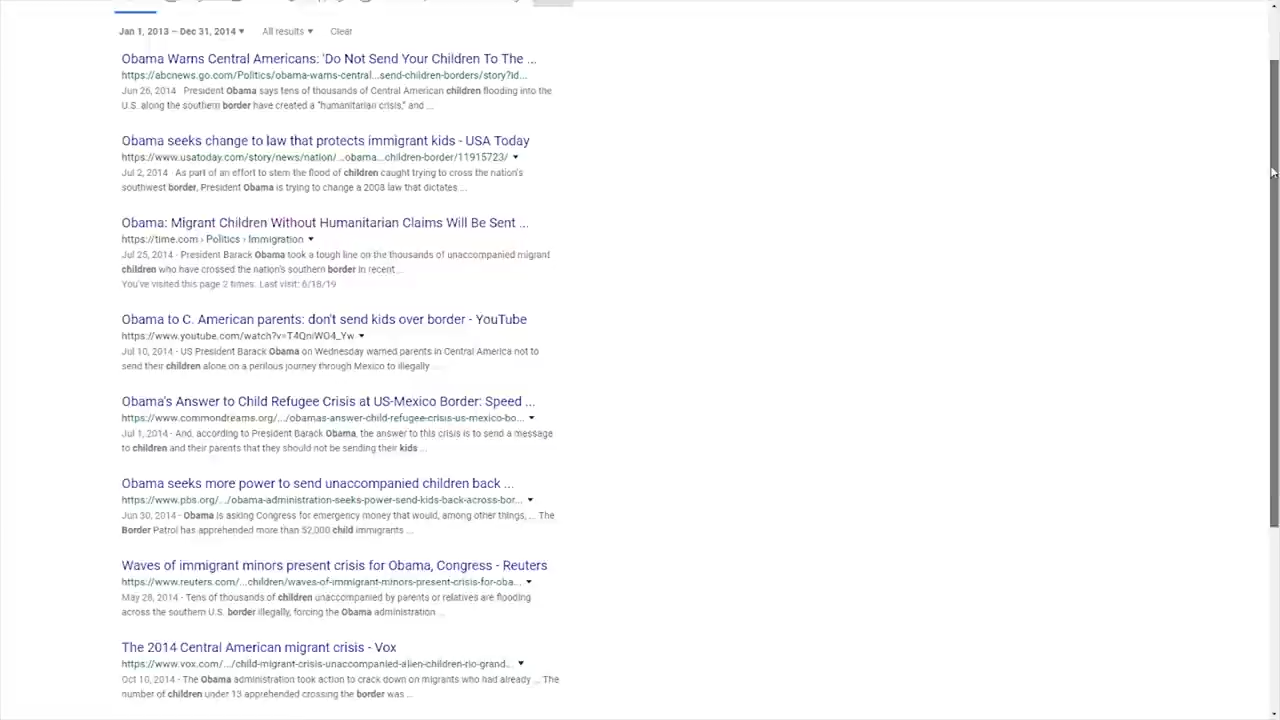 Jan 1, 2013 – Dec 31, 2014 ▾ All results ▾ Clear
Obama Warns Central Americans: 'Do Not Send Your Children To The ...
https://abcnews.go.com/Politics/obama-warns-central...send-children-borders/story?id...
Jun 26, 2014 · President Obama says tens of thousands of Central American children flooding into the
U.S. along the southern border have created a "humanitarian crisis," and ...
Obama seeks change to law that protects immigrant kids - USA Today
https://www.usatoday.com/story/news/nation/...obama...children-border/11915723/ ▾
Jul 2, 2014 · As part of an effort to stem the flood of children caught trying to cross the nation's
southwest border, President Obama is trying to change a 2008 law that dictates ...
Obama: Migrant Children Without Humanitarian Claims Will Be Sent ...
https://time.com › Politics › Immigration ▾
Jul 25, 2014 · President Barack Obama took a tough line on the thousands of unaccompanied migrant
children who have crossed the nation's southern border in recent ...
You've visited this page 2 times. Last visit: 6/18/19
Obama to C. American parents: don't send kids over border - YouTube
https://www.youtube.com/watch?v=T4QniWO4_Yw ▾
Jul 10, 2014 - US President Barack Obama on Wednesday warned parents in Central America not to
send their children alone on a perilous journey through Mexico to illegally ...
Obama's Answer to Child Refugee Crisis at US-Mexico Border: Speed ...
https://www.commondreams.org/.../obamas-answer-child-refugee-crisis-us-mexico-bo... ▾
Jul 1, 2014 - And, according to President Barack Obama, the answer to this crisis is to send a message
to children and their parents that they should not be sending their kids ...
Obama seeks more power to send unaccompanied children back ...
https://www.pbs.org/.../obama-administration-seeks-power-send-kids-back-across-bor... ▾
Jun 30, 2014 - Obama is asking Congress for emergency money that would, among other things, ... The
Border Patrol has apprehended more than 52,000 child immigrants ...
Waves of immigrant minors present crisis for Obama, Congress - Reuters
https://www.reuters.com/...children/waves-of-immigrant-minors-present-crisis-for-oba... ▾
May 28, 2014 - Tens of thousands of children unaccompanied by parents or relatives are flooding
across the southern U.S. border illegally, forcing the Obama administration ...
The 2014 Central American migrant crisis - Vox
https://www.vox.com/.../child-migrant-crisis-unaccompanied-alien-children-rio-grand... ▾
Oct 10, 2014 - The Obama administration took action to crack down on migrants who had already ... The
number of children under 13 apprehended crossing the border was ...